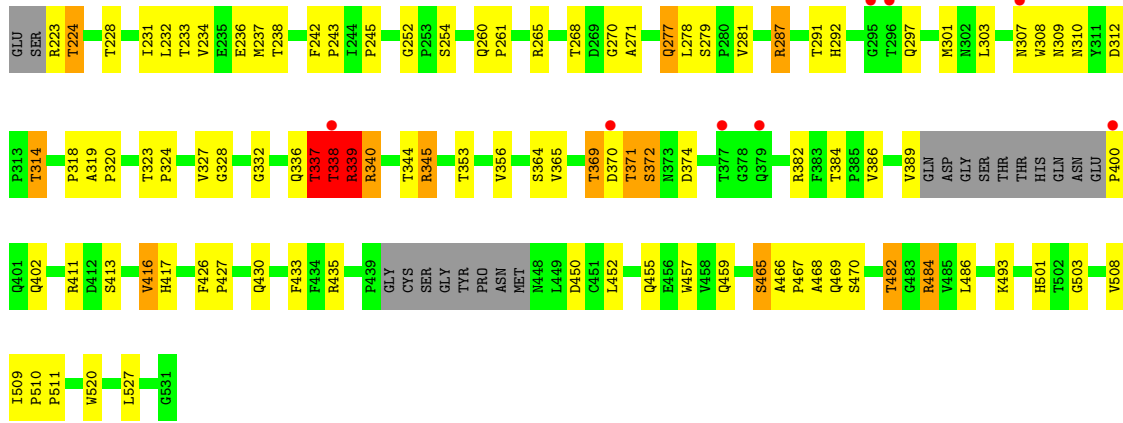 GLU SER R223 T224 T228 I231 L232 T233 V234 E235 E236 M237 T238 F242 P243 I244 P245 G252 P253 S254 Q260 P261 R265 T268 D269 G270 A271 Q277 L278 S279 P280 V281 R287 T291 H292 G295 T296 Q297 M301 N302 L303 N307 W308 N309 N310 Y311 D312
P313 T314 P318 A319 P320 T323 P324 V327 G328 G332 Q336 T337 T338 R339 R340 T344 R345 T353 V356 S364 V365 T369 D370 T371 S372 N373 D374 T377 G378 Q379 R382 F383 T384 P385 V386 V389 GLN ASP GLY SER THR THR HIS GLN ASN GLU P400
Q401 Q402 R411 D412 S413 V416 H417 F426 P427 Q430 F433 F434 R435 P439 GLY CYS SER GLY TYR PRO ASN MET N448 L449 D450 C451 L452 Q455 E456 W457 V458 Q459 S465 A466 P467 A468 Q469 S470 T482 G483 R484 V485 L486 K493 H501 T502 G503 V508
I509 P510 P511 W520 L527 G531